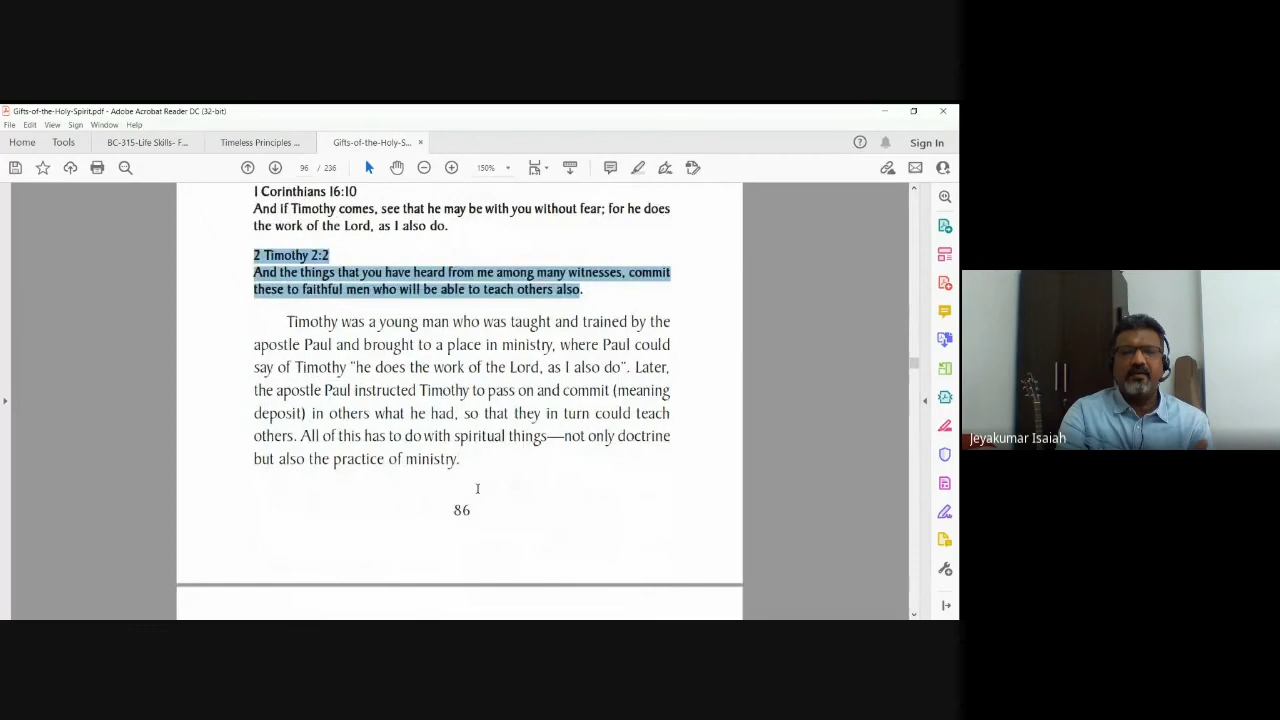 Gifts-of-the-Holy-Spirit.pdf - Adobe Acrobat Reader DC (32-bit)
File Edit View Sign Window Help
Home Tools BC-315-Life Skills- F... Timeless Principles ... Gifts-of-the-Holy-S... × Sign In
96 / 236 150%
1 Corinthians 16:10
And if Timothy comes, see that he may be with you without fear; for he does
the work of the Lord, as I also do.
2 Timothy 2:2
And the things that you have heard from me among many witnesses, commit
these to faithful men who will be able to teach others also.
Timothy was a young man who was taught and trained by the
apostle Paul and brought to a place in ministry, where Paul could
say of Timothy "he does the work of the Lord, as I also do". Later,
the apostle Paul instructed Timothy to pass on and commit (meaning
deposit) in others what he had, so that they in turn could teach
others. All of this has to do with spiritual things—not only doctrine
but also the practice of ministry.
86
Jeyakumar Isaiah